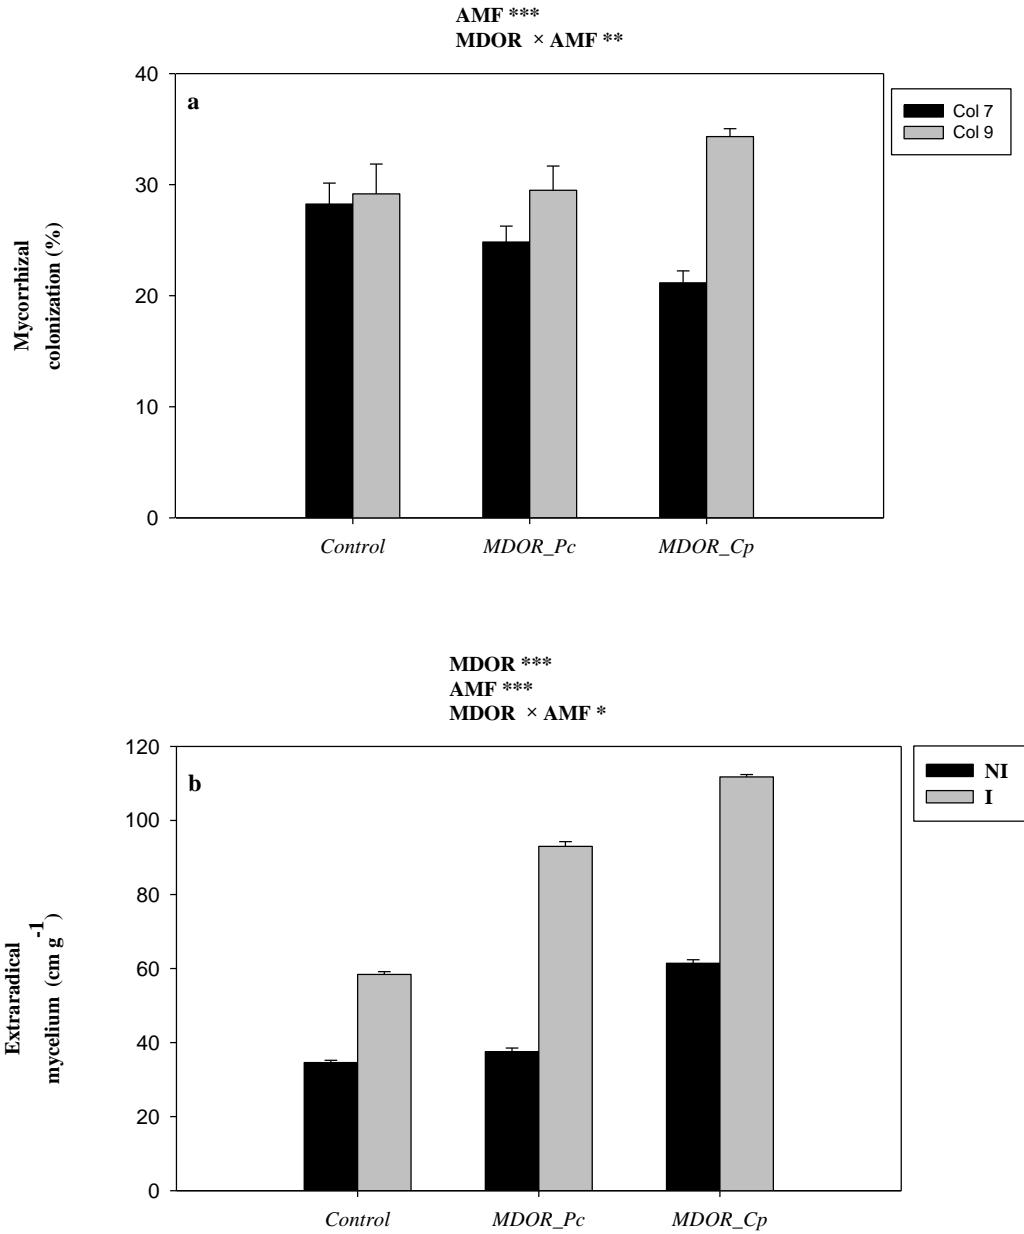 AMF ***
MDOR × AMF **
40
30
20
10
0
a
Col 7
Col 9
Mycorrhizal
colonization (%)
Control
MDOR_Pc
MDOR_Cp
MDOR ***
AMF ***
MDOR × AMF *
120
100
80
60
40
20
0
b
NI
I
Extraradical
mycelium (cm g -1)
Control
MDOR_Pc
MDOR_Cp